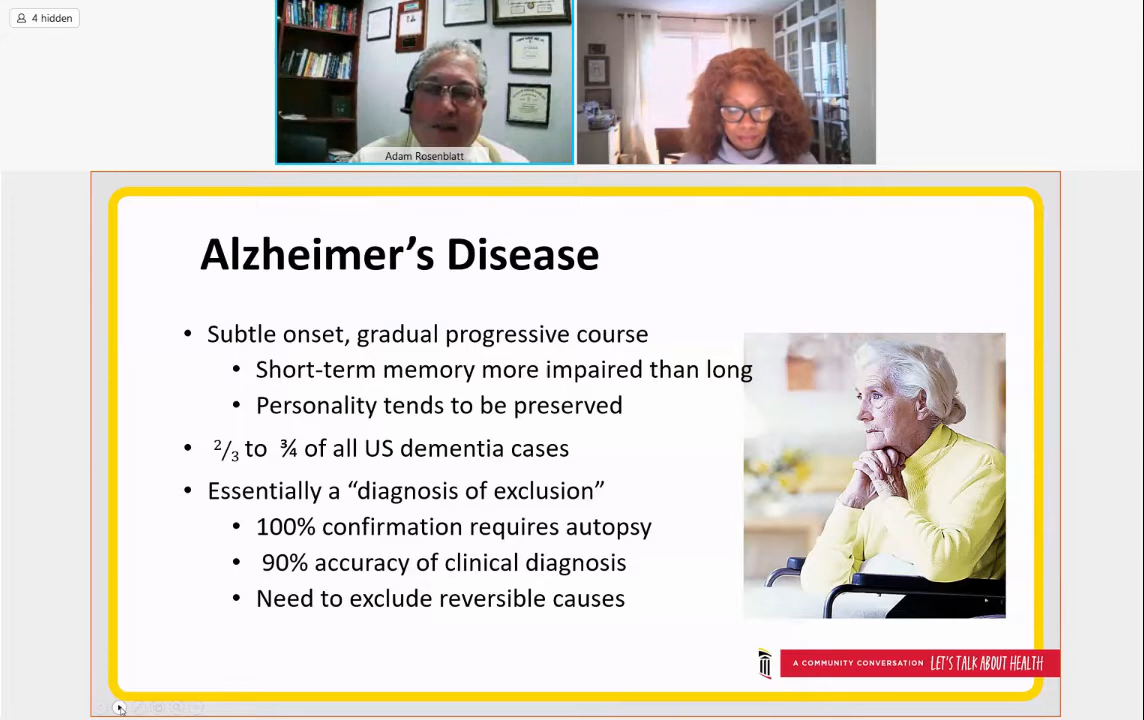 4 hidden
Adam Rosenblatt
Alzheimer’s Disease
• Subtle onset, gradual progressive course
• Short-term memory more impaired than long
• Personality tends to be preserved
• ²/₃ to ¾ of all US dementia cases
• Essentially a “diagnosis of exclusion”
• 100% confirmation requires autopsy
• 90% accuracy of clinical diagnosis
• Need to exclude reversible causes
A COMMUNITY CONVERSATION LET'S TALK ABOUT HEALTH